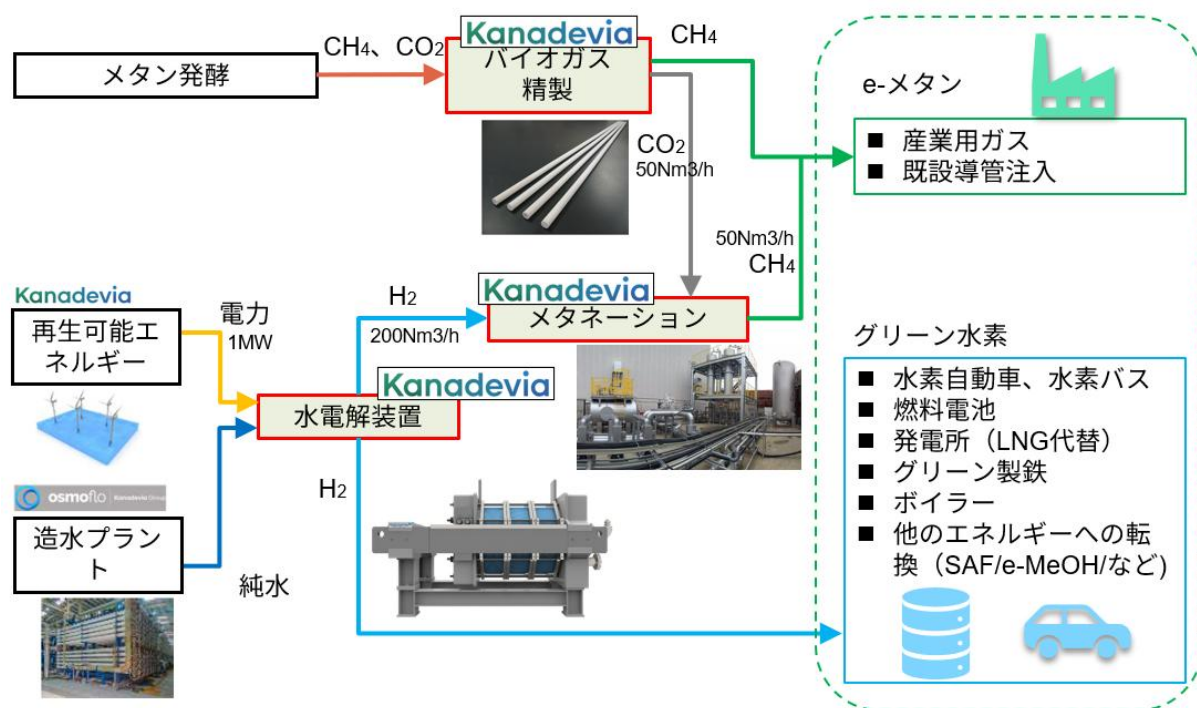 メタン発酵
CH4、CO2
Kanadevia
バイオガス
精製
CH4
CO2
50Nm3/h
e-メタン
■ 産業用ガス
■ 既設導管注入
50Nm3/h
CH4
Kanadevia
再生可能エ
ネルギー
電力
1MW
H2
200Nm3/h
Kanadevia
メタネーション
Kanadevia
水電解装置
H2
osmoflo Kanadevia Group
造水プラン
ト
純水
グリーン水素
■ 水素自動車、水素バス
■ 燃料電池
■ 発電所（LNG代替）
■ グリーン製鉄
■ ボイラー
■ 他のエネルギーへの転
換（SAF/e-MeOH/など)